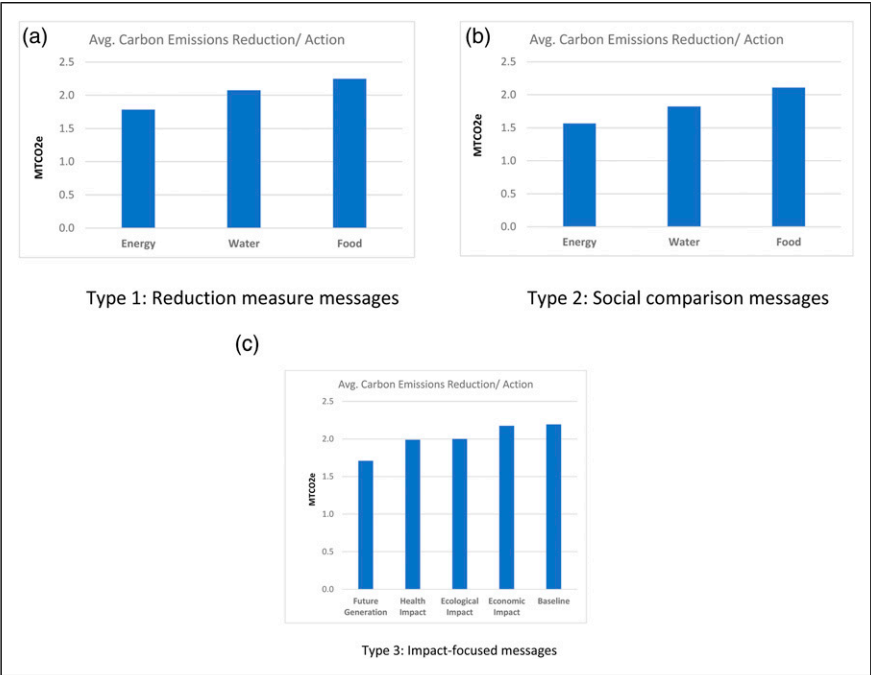 (a)
Avg. Carbon Emissions Reduction/ Action
2.5
2.0
1.5
1.0
0.5
0.0
MTCO2e
Energy Water Food
Type 1: Reduction measure messages
(b)
Avg. Carbon Emissions Reduction/ Action
2.5
2.0
1.5
1.0
0.5
0.0
MTCO2e
Energy Water Food
Type 2: Social comparison messages
(c)
Avg. Carbon Emissions Reduction/ Action
2.5
2.0
1.5
1.0
0.5
0.0
MTCO2e
Future Health Ecological Economic Baseline
Generation Impact Impact Impact
Type 3: Impact-focused messages